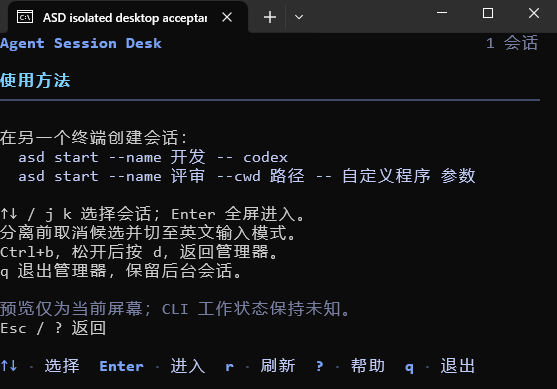 ASD isolated desktop acceptar
Agent Session Desk 1 会话
使用方法
在另一个终端创建会话：
asd start --name 开发 -- codex
asd start --name 评审 --cwd 路径 -- 自定义程序 参数
↑↓ / j k 选择会话；Enter 全屏进入。
分离前取消候选并切至英文输入模式。
Ctrl+b，松开后按 d，返回管理器。
q 退出管理器，保留后台会话。
预览仅为当前屏幕；CLI 工作状态保持未知。
Esc / ? 返回
↑↓ · 选择 Enter · 进入 r · 刷新 ? · 帮助 q · 退出